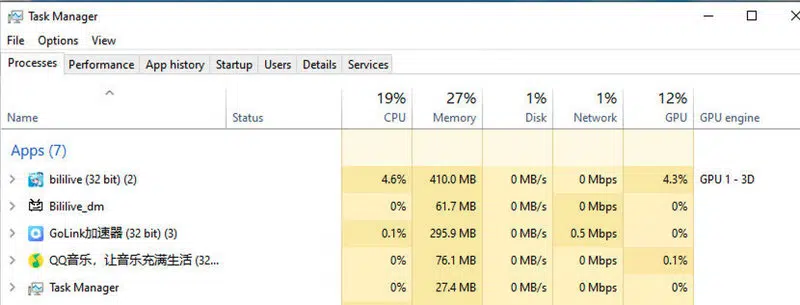 Task Manager
File Options View
Processes Performance App history Startup Users Details Services
19% 27% 1% 1% 12%
Name Status CPU Memory Disk Network GPU GPU engine
Apps (7)
bililive (32 bit) (2) 4.6% 410.0 MB 0 MB/s 0 Mbps 4.3% GPU 1 - 3D
Bililive_dm 0% 61.7 MB 0 MB/s 0 Mbps 0%
GoLink加速器 (32 bit) (3) 0.1% 295.9 MB 0 MB/s 0.5 Mbps 0%
QQ音乐，让音乐充满生活 (32... 0% 76.1 MB 0 MB/s 0 Mbps 0.1%
Task Manager 0% 27.4 MB 0 MB/s 0 Mbps 0%